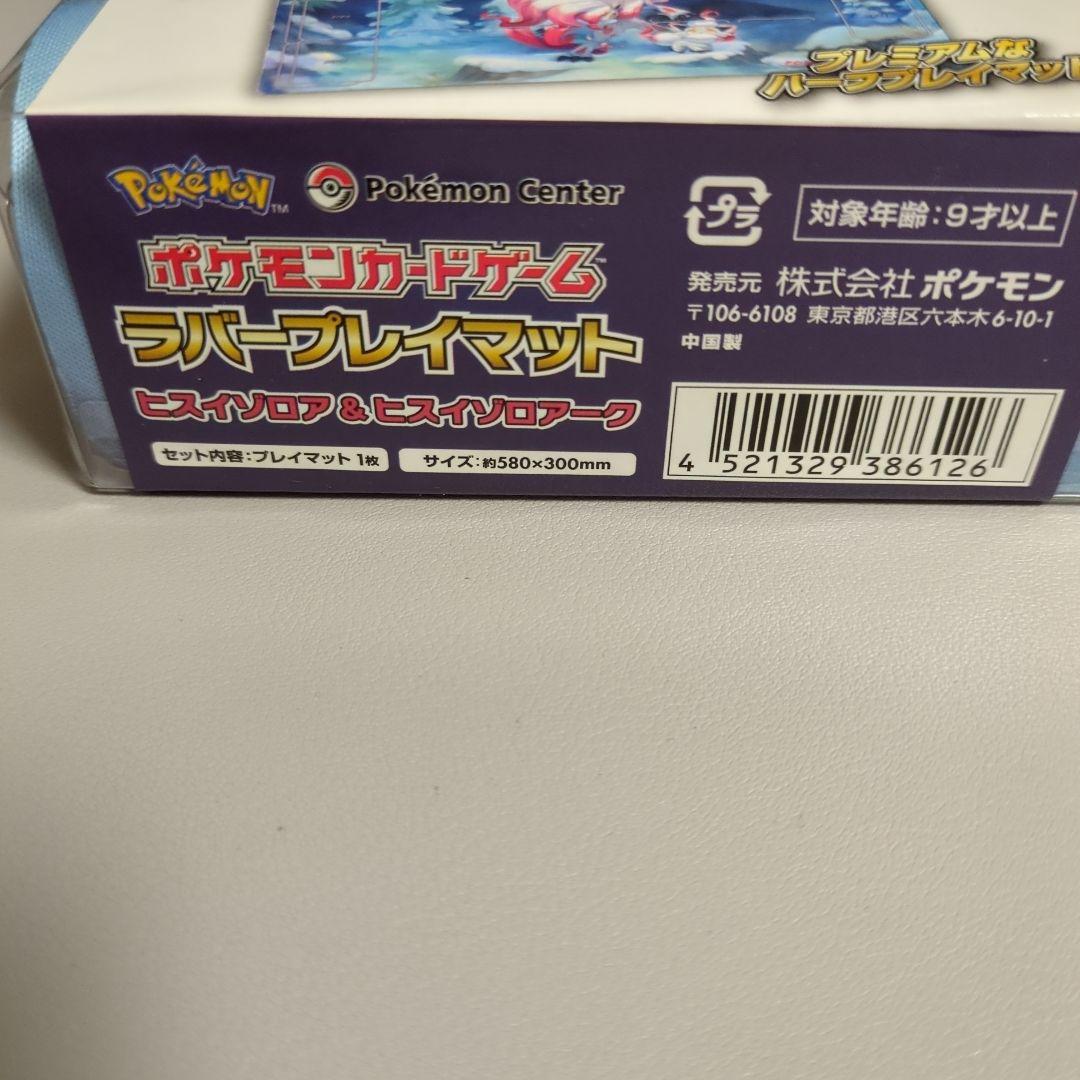 プレミアムな
ハーフプレイマット
Pokémon™
Pokémon Center
ポケモンカードゲーム™
ラバープレイマット
ヒスイゾロア&ヒスイゾロアーク
セット内容:プレイマット 1枚
サイズ:約580×300mm
プラ
対象年齢:9才以上
発売元 株式会社 ポケモン
〒106-6108 東京都港区六本木6-10-1
中国製
4 521329 386126